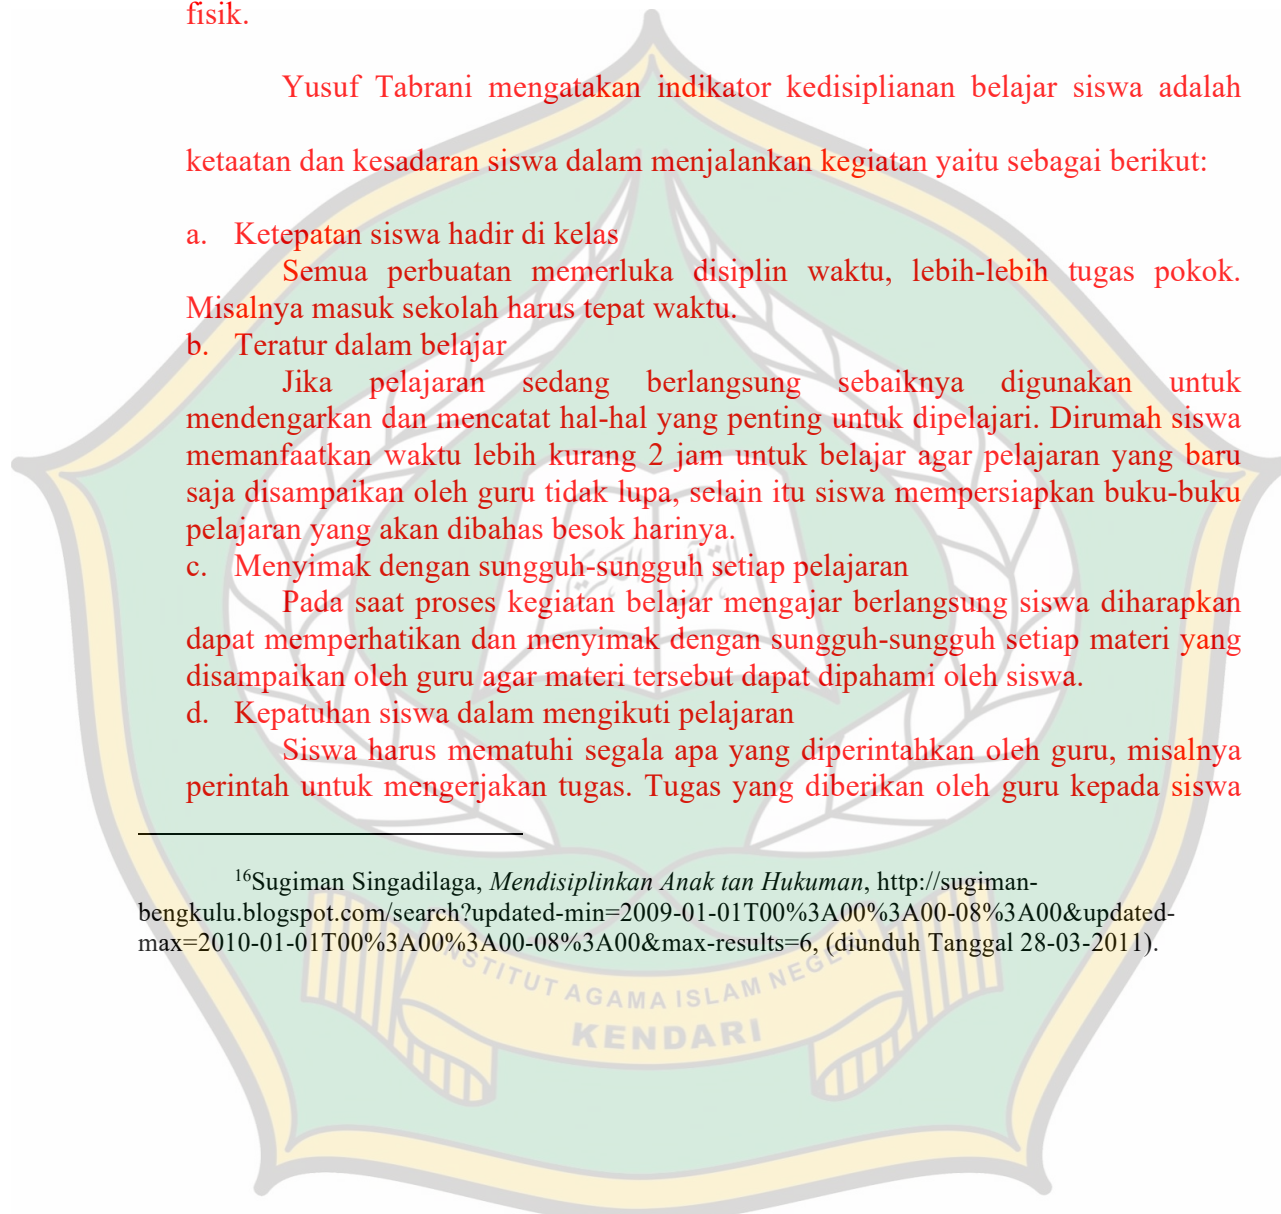 fisik.
Yusuf Tabrani mengatakan indikator kedisiplianan belajar siswa adalah
ketaatan dan kesadaran siswa dalam menjalankan kegiatan yaitu sebagai berikut:
a. Ketepatan siswa hadir di kelas
Semua perbuatan memerluka disiplin waktu, lebih-lebih tugas pokok.
Misalnya masuk sekolah harus tepat waktu.
b. Teratur dalam belajar
Jika pelajaran sedang berlangsung sebaiknya digunakan untuk
mendengarkan dan mencatat hal-hal yang penting untuk dipelajari. Dirumah siswa
memanfaatkan waktu lebih kurang 2 jam untuk belajar agar pelajaran yang baru
saja disampaikan oleh guru tidak lupa, selain itu siswa mempersiapkan buku-buku
pelajaran yang akan dibahas besok harinya.
القرآن الكريم
c. Menyimak dengan sungguh-sungguh setiap pelajaran
Pada saat proses kegiatan belajar mengajar berlangsung siswa diharapkan
dapat memperhatikan dan menyimak dengan sungguh-sungguh setiap materi yang
disampaikan oleh guru agar materi tersebut dapat dipahami oleh siswa.
d. Kepatuhan siswa dalam mengikuti pelajaran
Siswa harus mematuhi segala apa yang diperintahkan oleh guru, misalnya
perintah untuk mengerjakan tugas. Tugas yang diberikan oleh guru kepada siswa
16Sugiman Singadilaga, Mendisiplinkan Anak tan Hukuman, http://sugiman-
bengkulu.blogspot.com/search?updated-min=2009-01-01T00%3A00%3A00-08%3A00&updated-
max=2010-01-01T00%3A00%3A00-08%3A00&max-results=6, (diunduh Tanggal 28-03-2011).
INSTITUT AGAMA ISLAM NEGERI
KENDARI